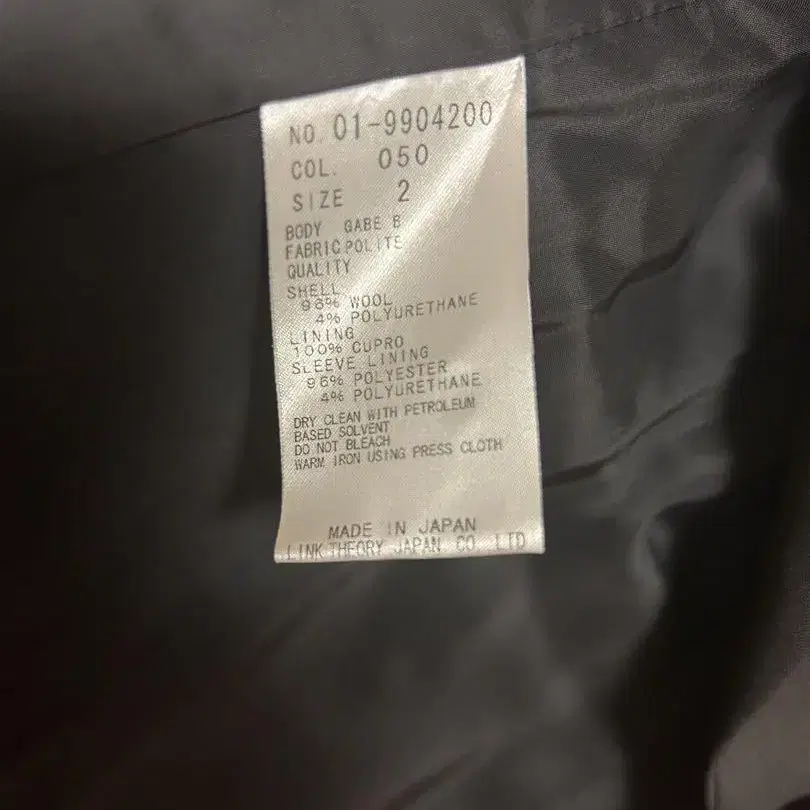 NO. 01-9904200
COL. 050
SIZE 2
BODY GABE B
FABRIC POLITE
QUALITY
SHELL
96% WOOL
4% POLYURETHANE
LINING
100% CUPRO
SLEEVE LINING
96% POLYESTER
4% POLYURETHANE
DRY CLEAN WITH PETROLEUM
BASED SOLVENT
DO NOT BLEACH
WARM IRON USING PRESS CLOTH
MADE IN JAPAN
LINK THEORY JAPAN CO. LTD